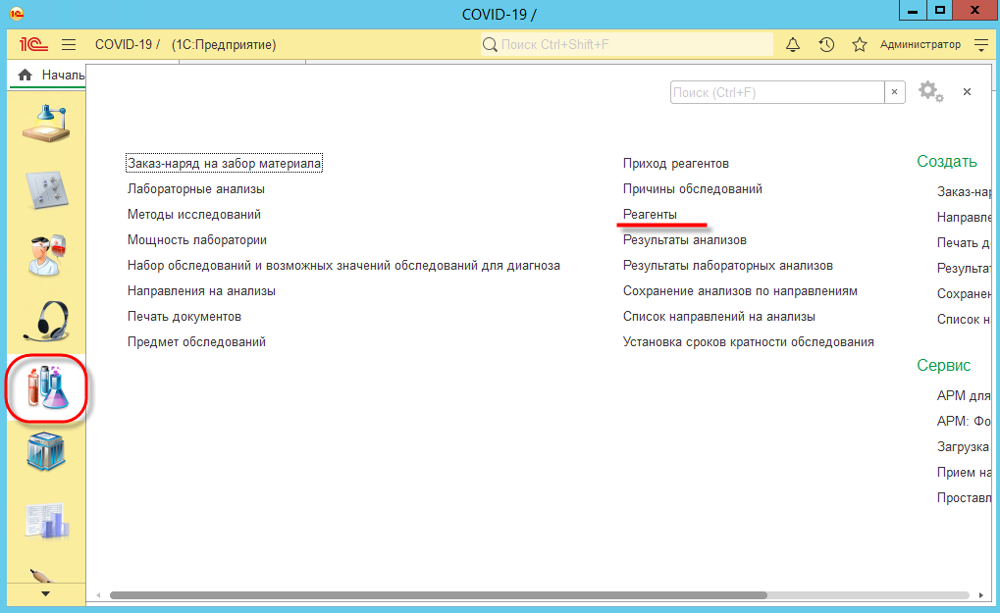 COVID-19 /
1С COVID-19 / (1С:Предприятие) Поиск Ctrl+Shift+F Администратор
Началь
Поиск (Ctrl+F)
Заказ-наряд на забор материала
Лабораторные анализы
Методы исследований
Мощность лаборатории
Набор обследований и возможных значений обследований для диагноза
Направления на анализы
Печать документов
Предмет обследований
Приход реагентов
Причины обследований
Реагенты
Результаты анализов
Результаты лабораторных анализов
Сохранение анализов по направлениям
Список направлений на анализы
Установка сроков кратности обследования
Создать
Заказ-нар
Направле
Печать д
Результат
Сохранен
Список н
Сервис
АРМ для
АРМ: Фо
Загрузка
Прием на
Проставл